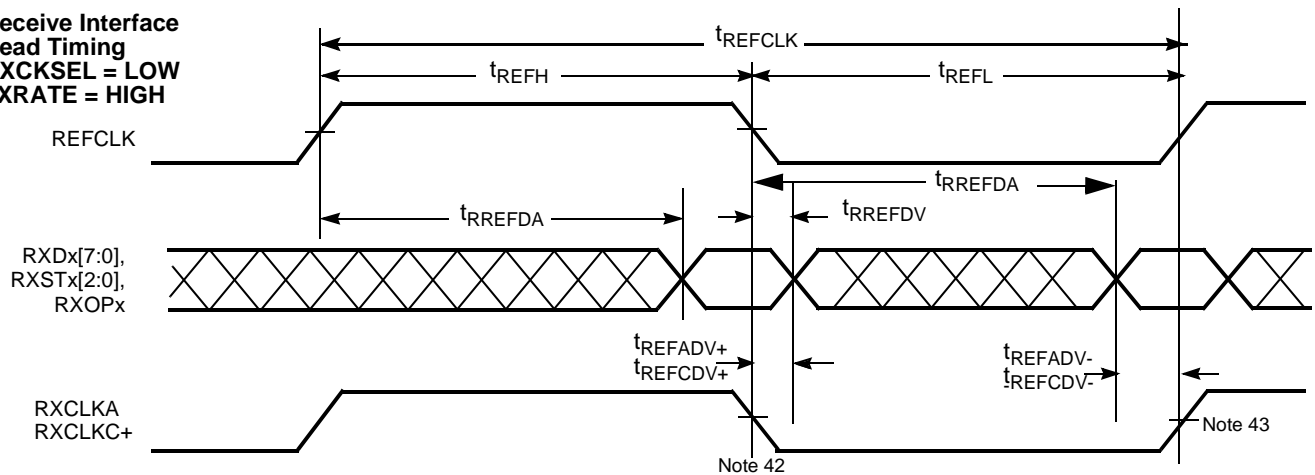 eceive Interface
ead Timing
XCKSEL = LOW
XRATE = HIGH
tREFCLK
tREFH
tREFL
REFCLK
tRREFDA
tRREFDA
tRREFDV
RXDx[7:0],
RXSTx[2:0],
RXOPx
tREFADV+
tREFCDV+
tREFADV-
tREFCDV-
RXCLKA
RXCLKC+
Note 42
Note 43